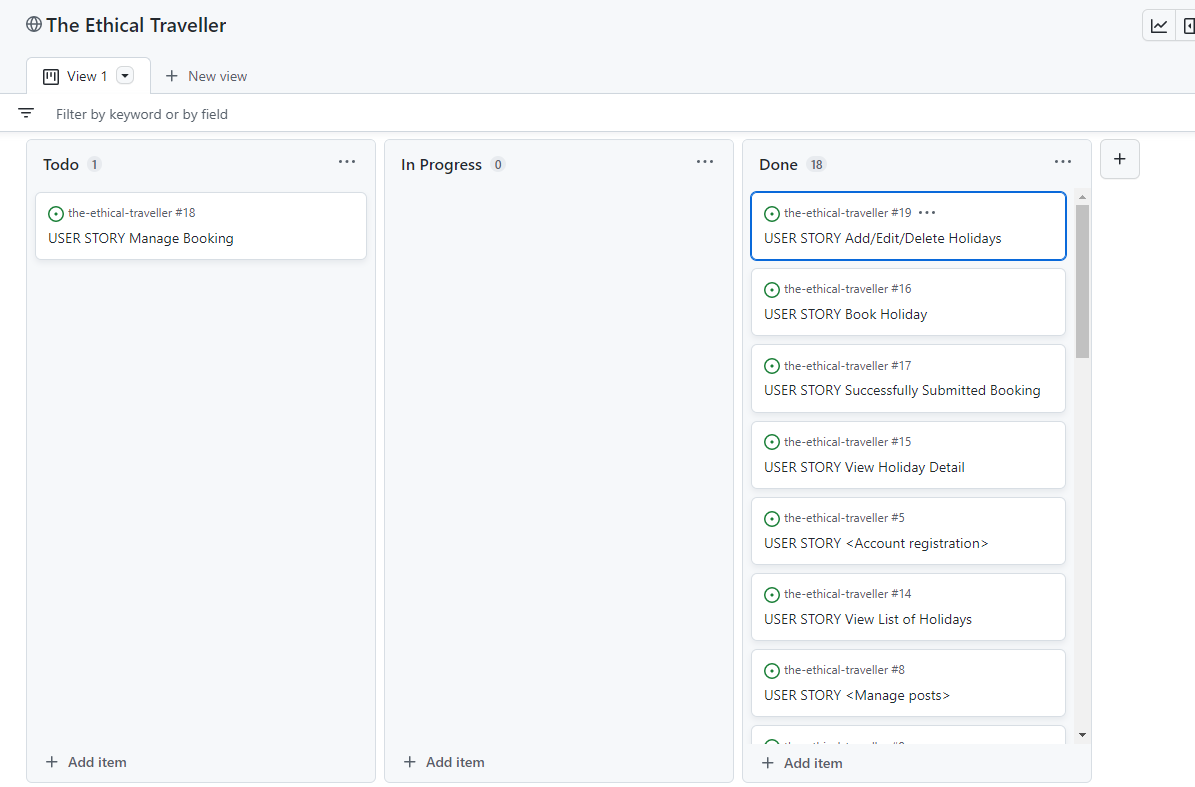 The Ethical Traveller
View 1
New view
Filter by keyword or by field
Todo 1
the-ethical-traveller #18
USER STORY Manage Booking
Add item
In Progress 0
Add item
Done 18
the-ethical-traveller #19
USER STORY Add/Edit/Delete Holidays
the-ethical-traveller #16
USER STORY Book Holiday
the-ethical-traveller #17
USER STORY Successfully Submitted Booking
the-ethical-traveller #15
USER STORY View Holiday Detail
the-ethical-traveller #5
USER STORY <Account registration>
the-ethical-traveller #14
USER STORY View List of Holidays
the-ethical-traveller #8
USER STORY <Manage posts>
Add item